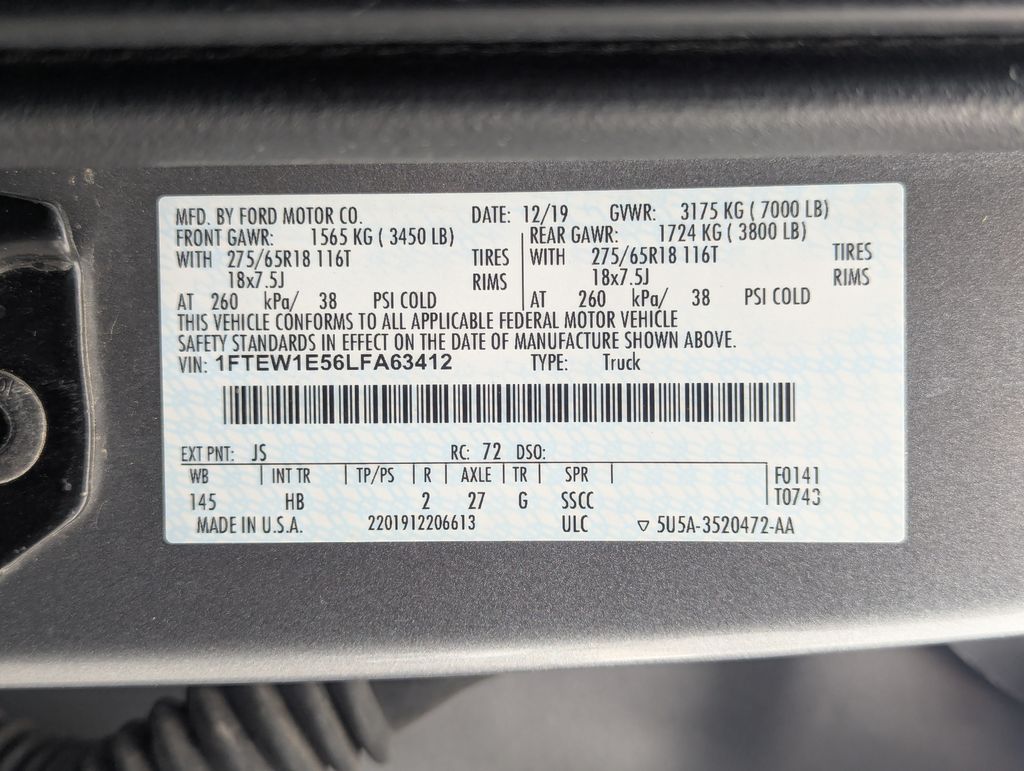 MFD. BY FORD MOTOR CO. DATE: 12/19 GVWR: 3175 KG ( 7000 LB)
FRONT GAWR: 1565 KG ( 3450 LB) REAR GAWR: 1724 KG ( 3800 LB)
WITH 275/65R18 116T TIRES WITH 275/65R18 116T TIRES
18x7.5J RIMS 18x7.5J RIMS
AT 260 kPa/ 38 PSI COLD AT 260 kPa/ 38 PSI COLD
THIS VEHICLE CONFORMS TO ALL APPLICABLE FEDERAL MOTOR VEHICLE
SAFETY STANDARDS IN EFFECT ON THE DATE OF MANUFACTURE SHOWN ABOVE.
VIN: 1FTEW1E56LFA63412 TYPE: Truck
EXT PNT: JS RC: 72 DSO:
WB INT TR TP/PS R AXLE TR SPR F0141
145 HB 2 27 G SSCC T0743
MADE IN U.S.A. 2201912206613 ULC ▽ 5U5A-3520472-AA